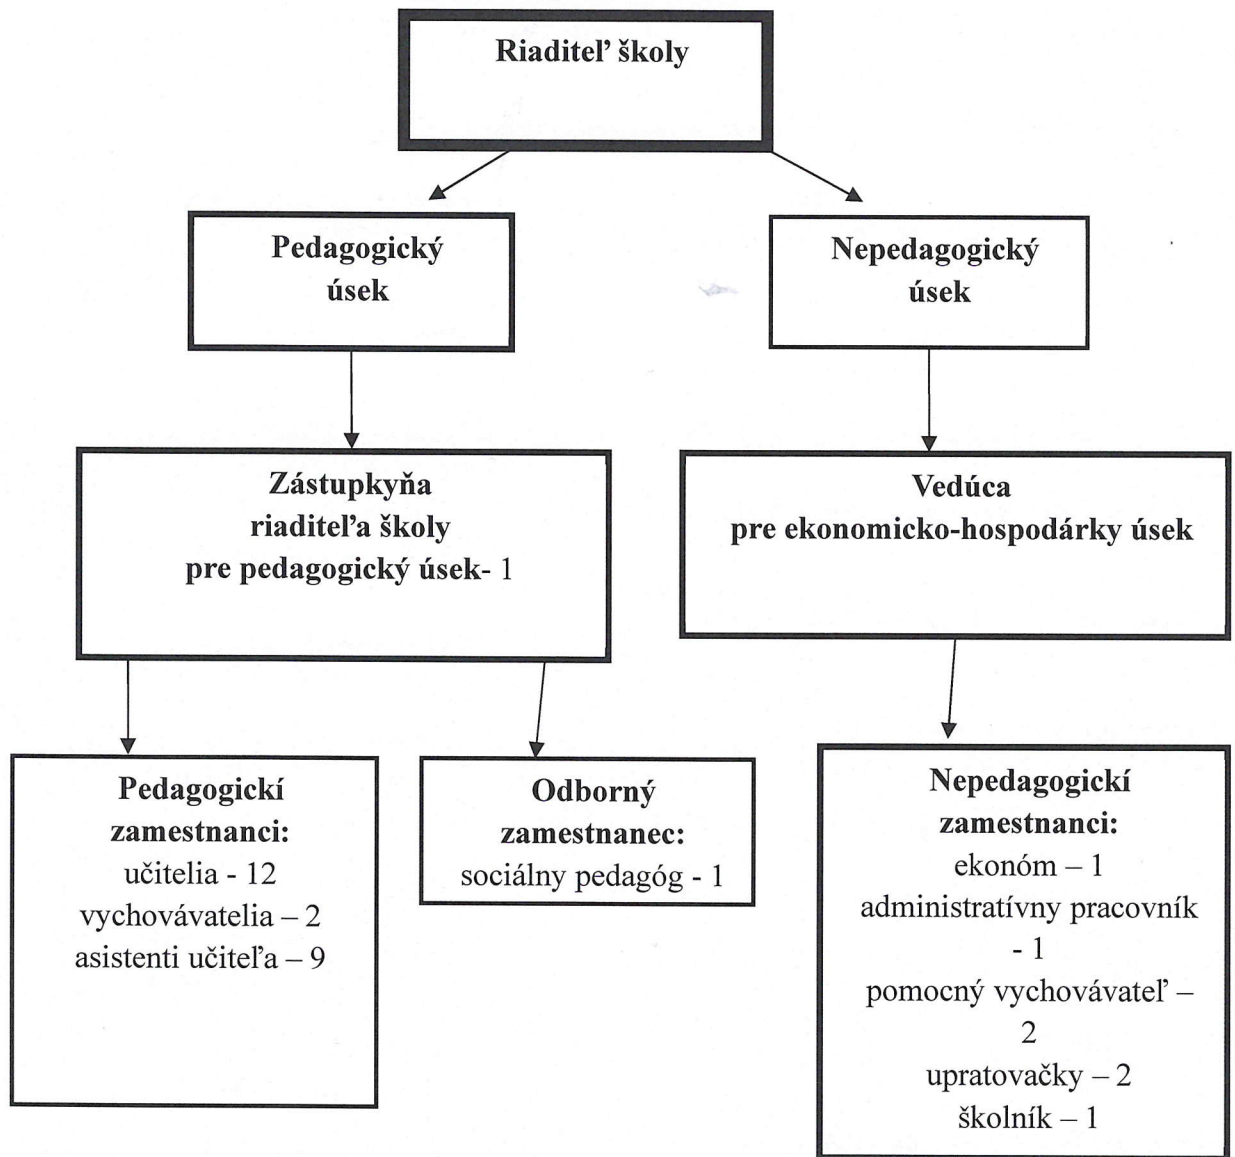 Riaditeľ školy
Pedagogický
úsek
Nepedagogický
úsek
Zástupkyňa
riaditeľa školy
pre pedagogický úsek- 1
Vedúca
pre ekonomicko-hospodárky úsek
Pedagogickí
zamestnanci:
učitelia - 12
vychovávatelia – 2
asistenti učiteľa – 9
Odborný
zamestnanec:
sociálny pedagóg - 1
Nepedagogickí
zamestnanci:
ekonóm – 1
administratívny pracovník
- 1
pomocný vychovávateľ –
2
upratovačky – 2
školník – 1